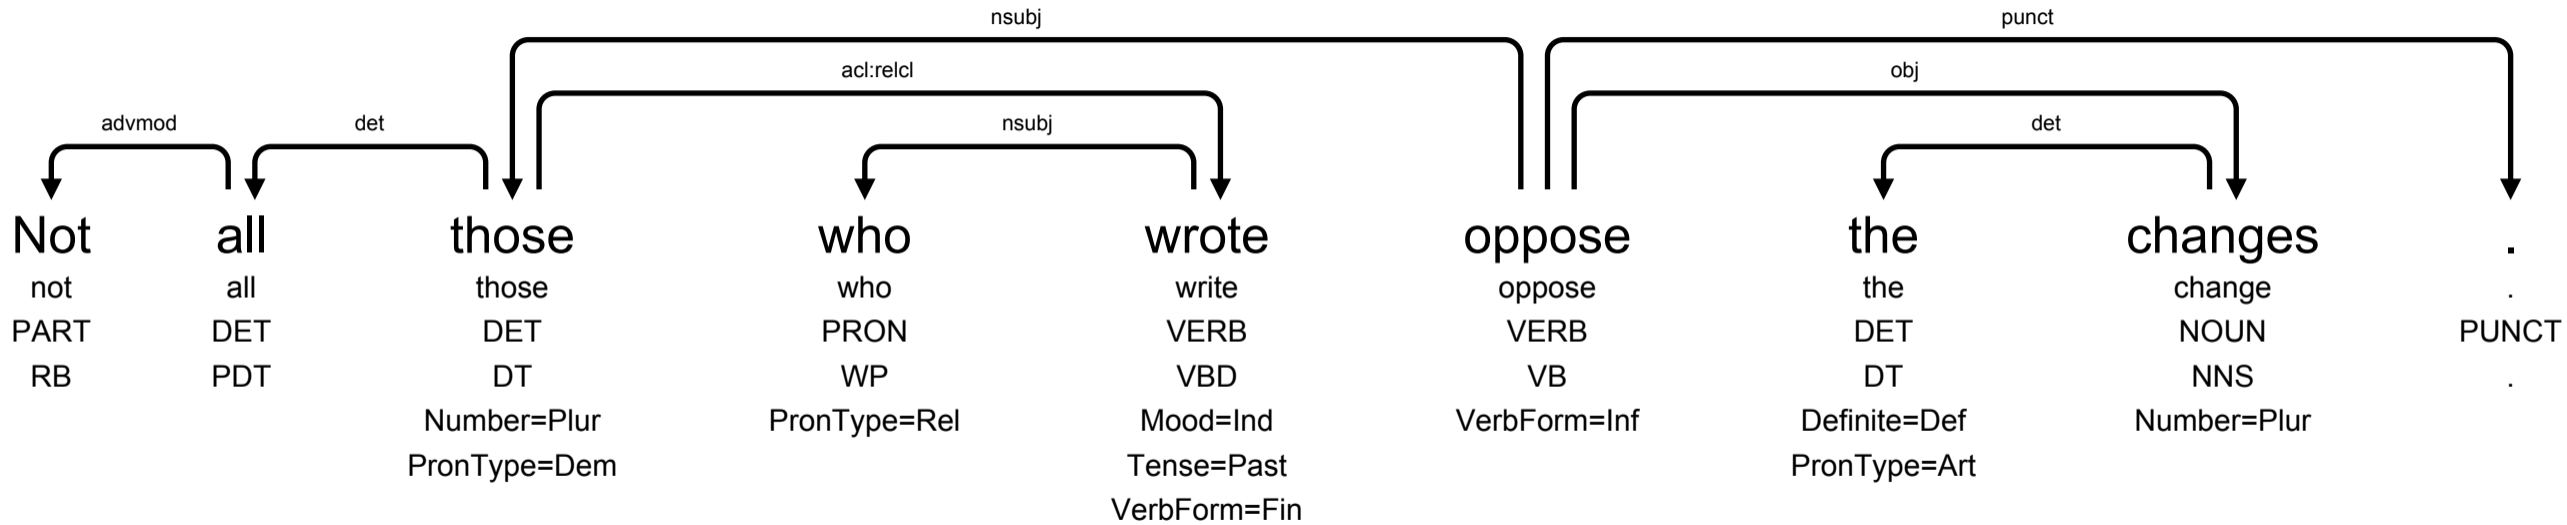 nsubj punct
acl:relcl obj
advmod det nsubj det
Not all those who wrote oppose the changes .
not all those who write oppose the change .
PART DET DET PRON VERB VERB DET NOUN PUNCT
RB PDT DT WP VBD VB DT NNS .
Number=Plur PronType=Rel Mood=Ind VerbForm=Inf Definite=Def Number=Plur
PronType=Dem Tense=Past PronType=Art
VerbForm=Fin